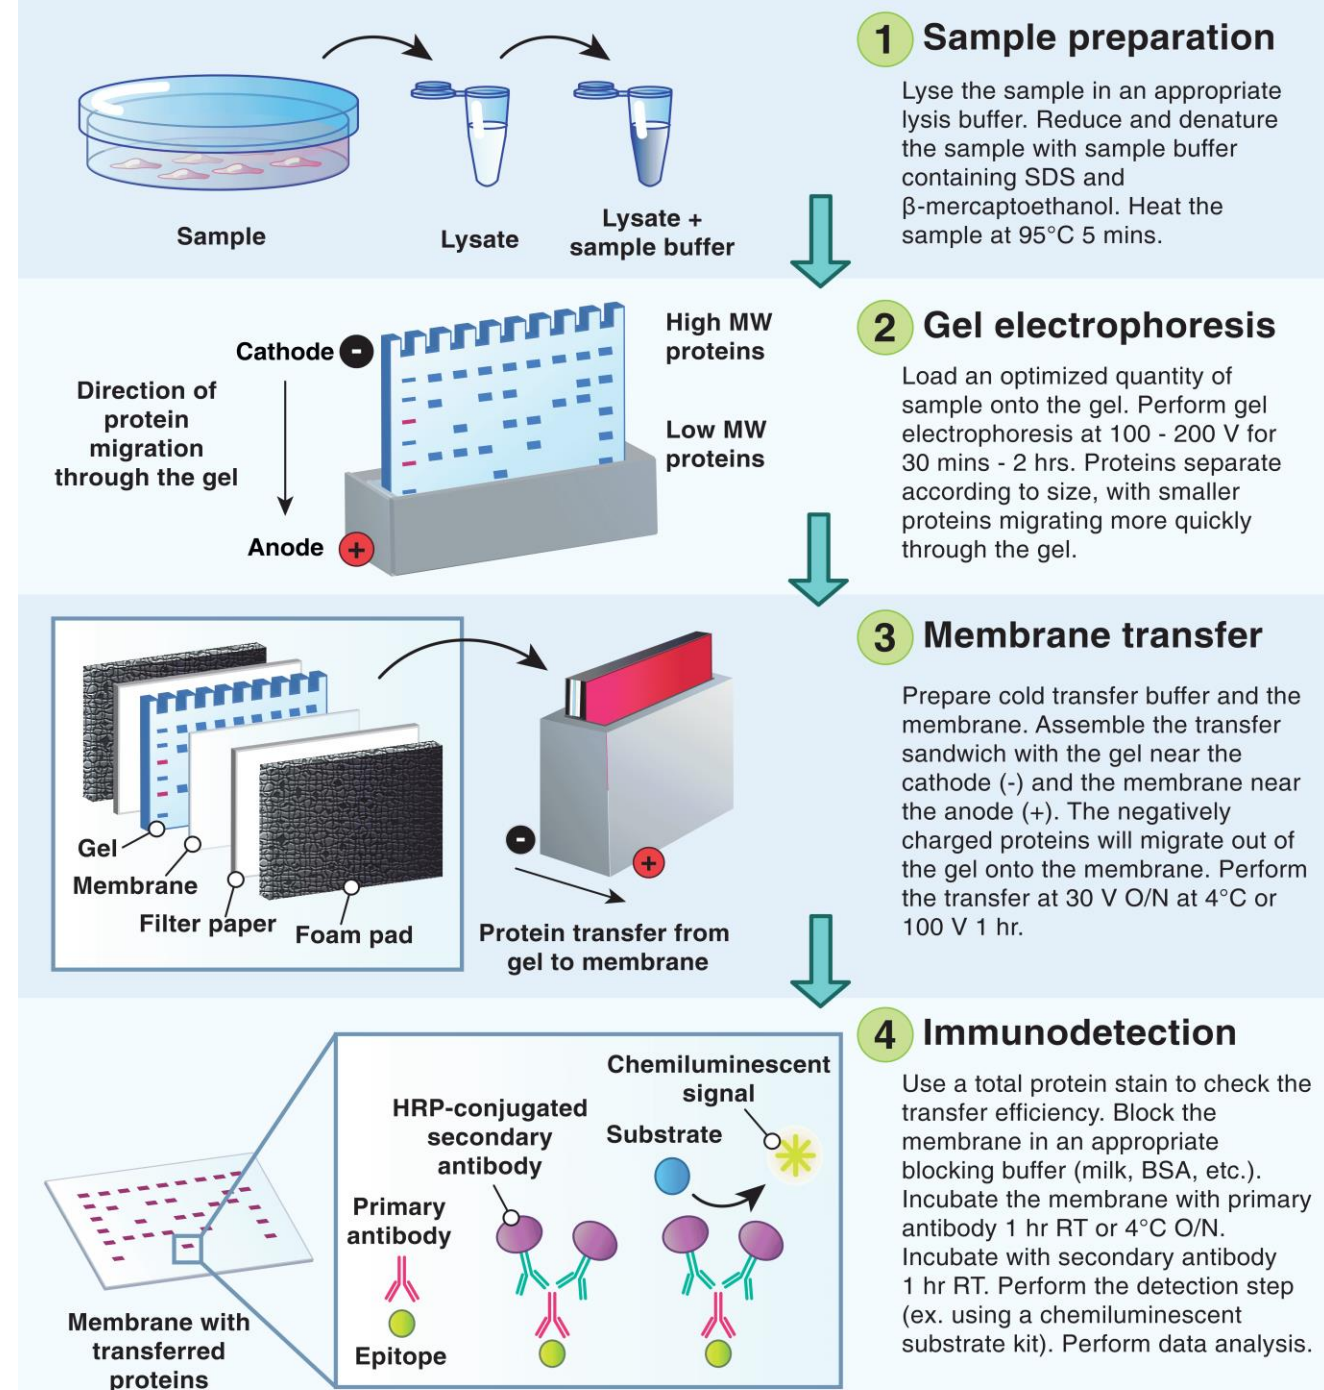 1 Sample preparation
Lyse the sample in an appropriate
lysis buffer. Reduce and denature
the sample with sample buffer
containing SDS and
β-mercaptoethanol. Heat the
sample at 95°C 5 mins.
Sample
Lysate
Lysate +
sample buffer
2 Gel electrophoresis
Load an optimized quantity of
sample onto the gel. Perform gel
electrophoresis at 100 - 200 V for
30 mins - 2 hrs. Proteins separate
according to size, with smaller
proteins migrating more quickly
through the gel.
Cathode -
Direction of
protein
migration
through the gel
Anode +
High MW
proteins
Low MW
proteins
3 Membrane transfer
Prepare cold transfer buffer and the
membrane. Assemble the transfer
sandwich with the gel near the
cathode (-) and the membrane near
the anode (+). The negatively
charged proteins will migrate out of
the gel onto the membrane. Perform
the transfer at 30 V O/N at 4°C or
100 V 1 hr.
Gel
Membrane
Filter paper
Foam pad
-
+
Protein transfer from
gel to membrane
4 Immunodetection
Use a total protein stain to check the
transfer efficiency. Block the
membrane in an appropriate
blocking buffer (milk, BSA, etc.).
Incubate the membrane with primary
antibody 1 hr RT or 4°C O/N.
Incubate with secondary antibody
1 hr RT. Perform the detection step
(ex. using a chemiluminescent
substrate kit). Perform data analysis.
Chemiluminescent
signal
HRP-conjugated
secondary
antibody
Substrate
Primary
antibody
Epitope
Membrane with
transferred
proteins